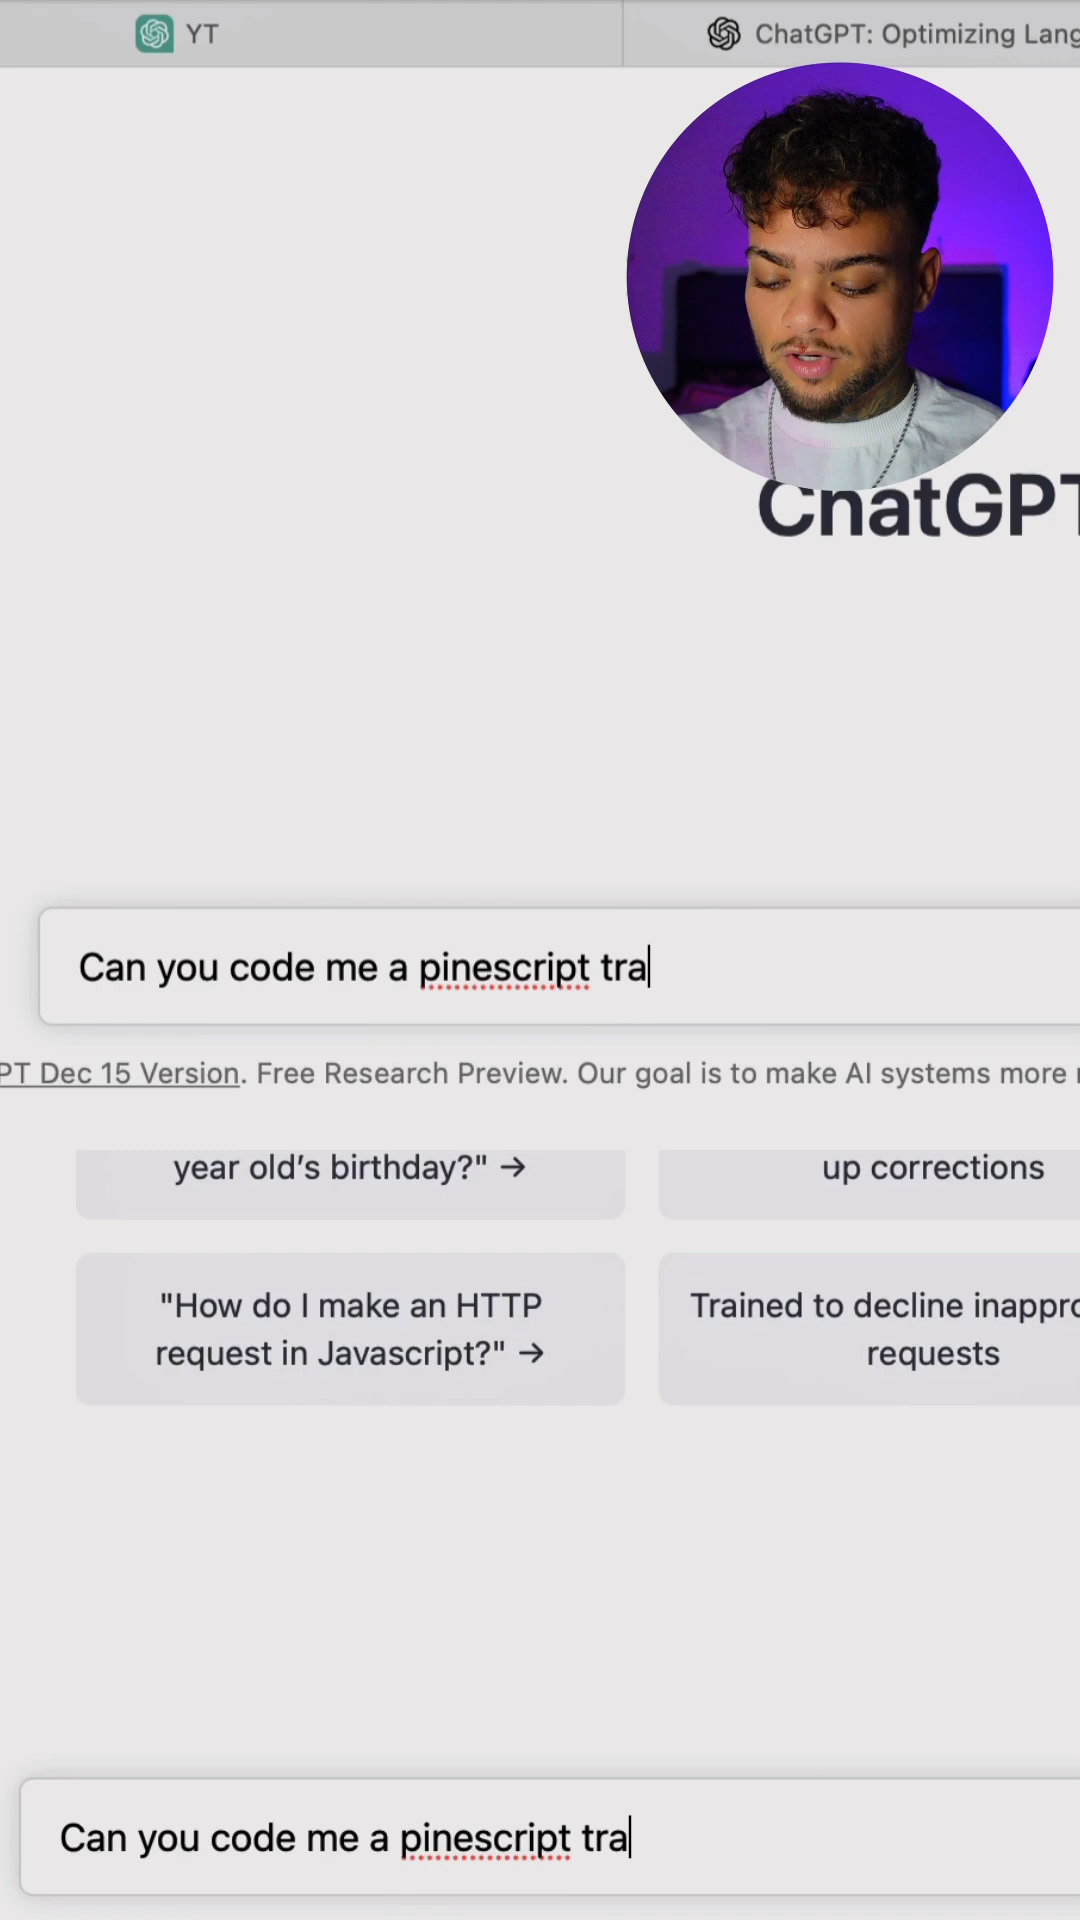 YT
ChatGPT: Optimizing Lang
ChatGPT
Can you code me a pinescript tra
PT Dec 15 Version. Free Research Preview. Our goal is to make AI systems more
year old's birthday?" →
up corrections
"How do I make an HTTP
request in Javascript?" →
Trained to decline inappro
requests
Can you code me a pinescript tra